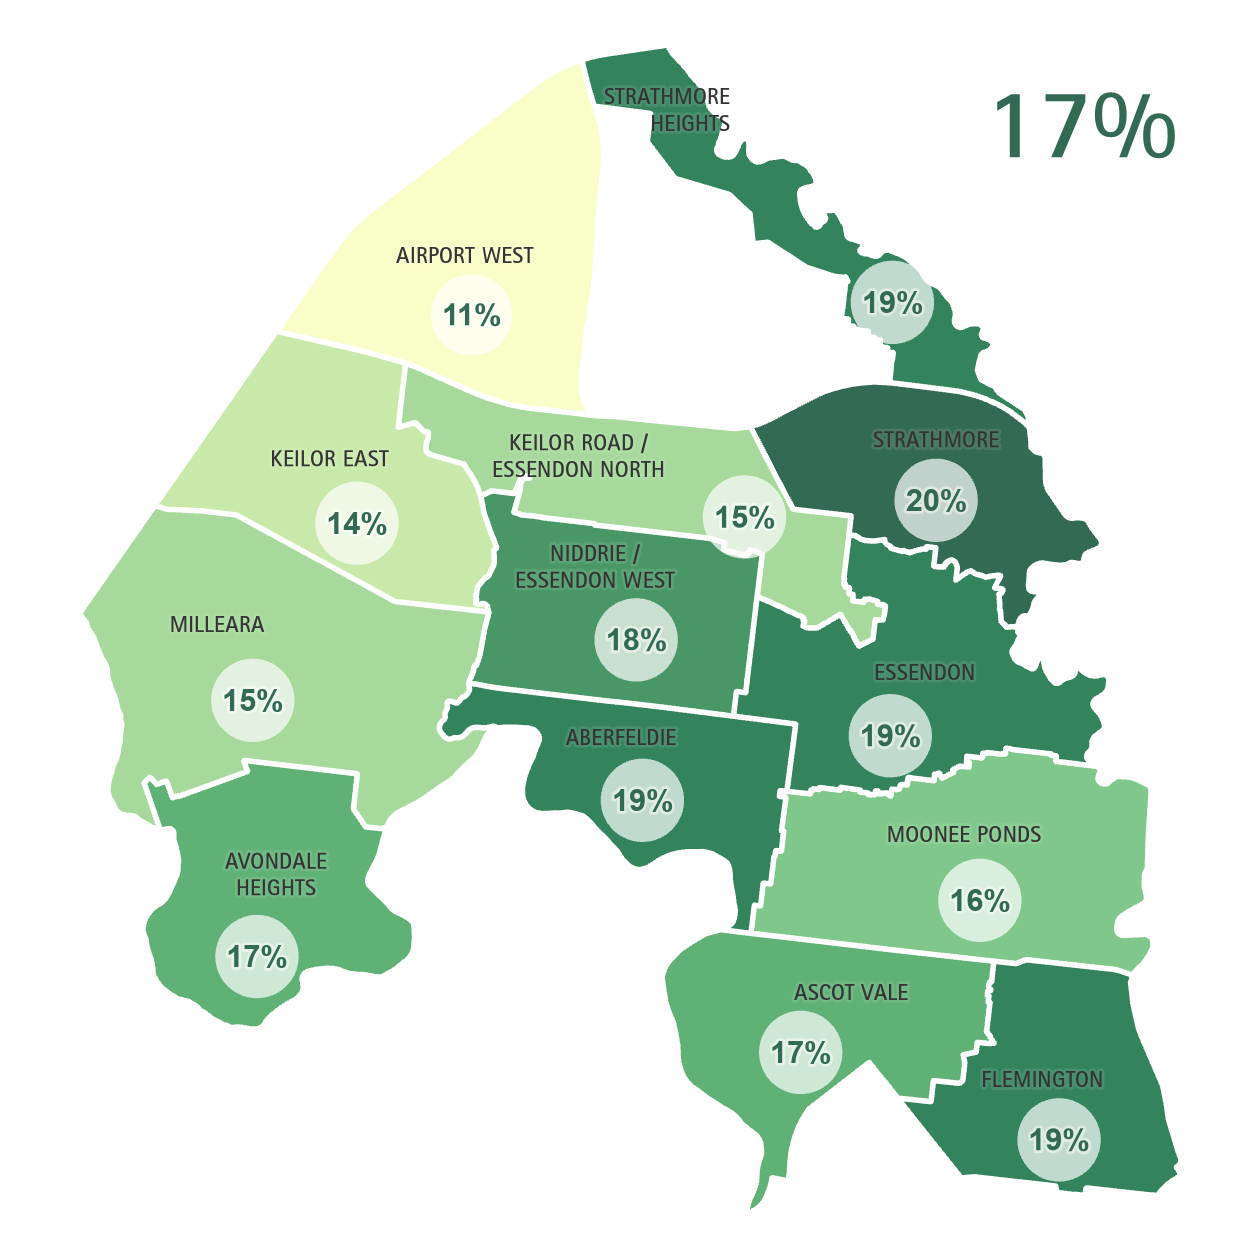 17%
STRATHMORE
HEIGHTS
19%
AIRPORT WEST
11%
STRATHMORE
20%
KEILOR ROAD /
ESSENDON NORTH
15%
KEILOR EAST
14%
NIDDRIE /
ESSENDON WEST
18%
MILLEARA
15%
ESSENDON
19%
ABERFELDIE
19%
MOONEE PONDS
16%
AVONDALE
HEIGHTS
17%
ASCOT VALE
17%
FLEMINGTON
19%